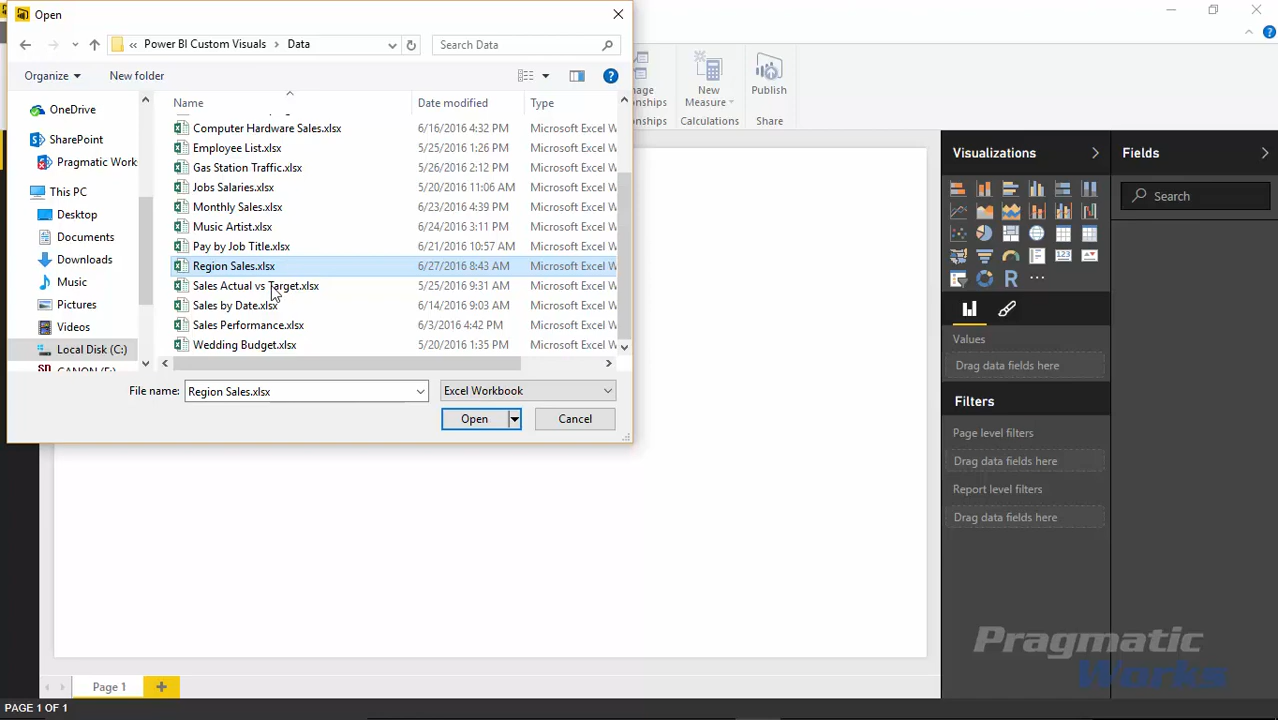 Open
Power BI Custom Visuals > Data
Search Data
Organize
New folder
Name
Date modified
Type
OneDrive
SharePoint
Pragmatic Work
This PC
Desktop
Documents
Downloads
Music
Pictures
Videos
Local Disk (C:)
Computer Hardware Sales.xlsx 6/16/2016 4:32 PM Microsoft Excel W
Employee List.xlsx 5/25/2016 1:26 PM Microsoft Excel W
Gas Station Traffic.xlsx 5/26/2016 2:12 PM Microsoft Excel W
Jobs Salaries.xlsx 5/20/2016 11:06 AM Microsoft Excel W
Monthly Sales.xlsx 6/23/2016 4:39 PM Microsoft Excel W
Music Artist.xlsx 6/24/2016 3:11 PM Microsoft Excel W
Pay by Job Title.xlsx 6/21/2016 10:57 AM Microsoft Excel W
Region Sales.xlsx 6/27/2016 8:43 AM Microsoft Excel W
Sales Actual vs Target.xlsx 5/25/2016 9:31 AM Microsoft Excel W
Sales by Date.xlsx 6/14/2016 9:03 AM Microsoft Excel W
Sales Performance.xlsx 6/3/2016 4:42 PM Microsoft Excel W
Wedding Budget.xlsx 5/20/2016 1:35 PM Microsoft Excel W
File name: Region Sales.xlsx
Excel Workbook
Open
Cancel
New
Measure
Calculations
Publish
Share
Visualizations
Values
Drag data fields here
Filters
Page level filters
Drag data fields here
Report level filters
Drag data fields here
Fields
Search
Pragmatic
Works
Page 1
PAGE 1 OF 1